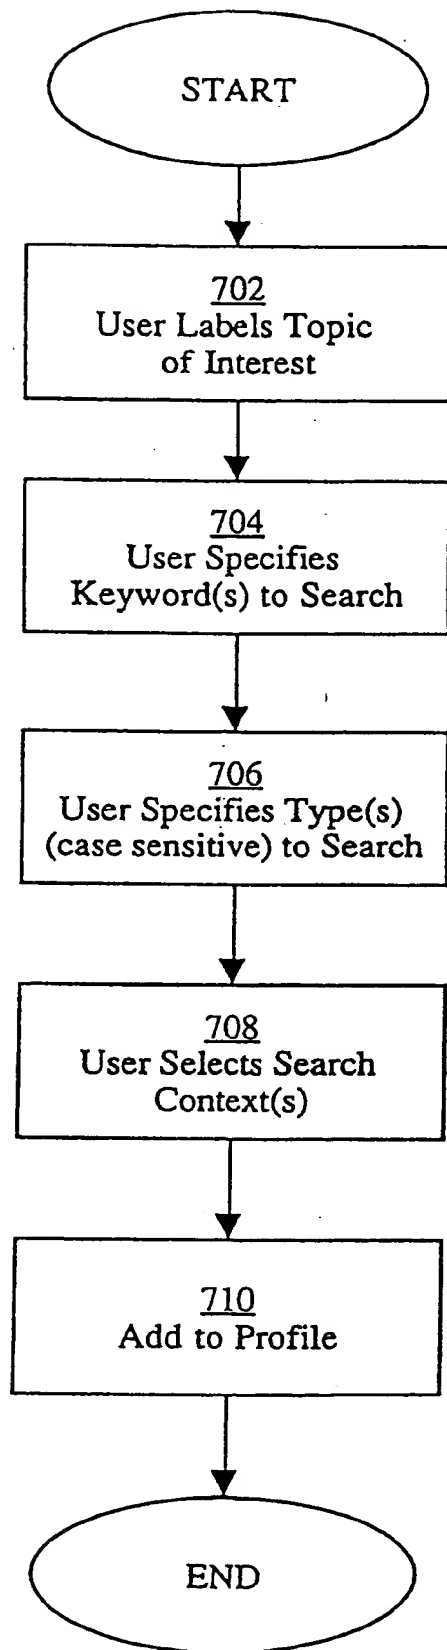 START
702
User Labels Topic
of Interest
704
User Specifies
Keyword(s) to Search
706
User Specifies Type(s)
(case sensitive) to Search
708
User Selects Search
Context(s)
710
Add to Profile
END